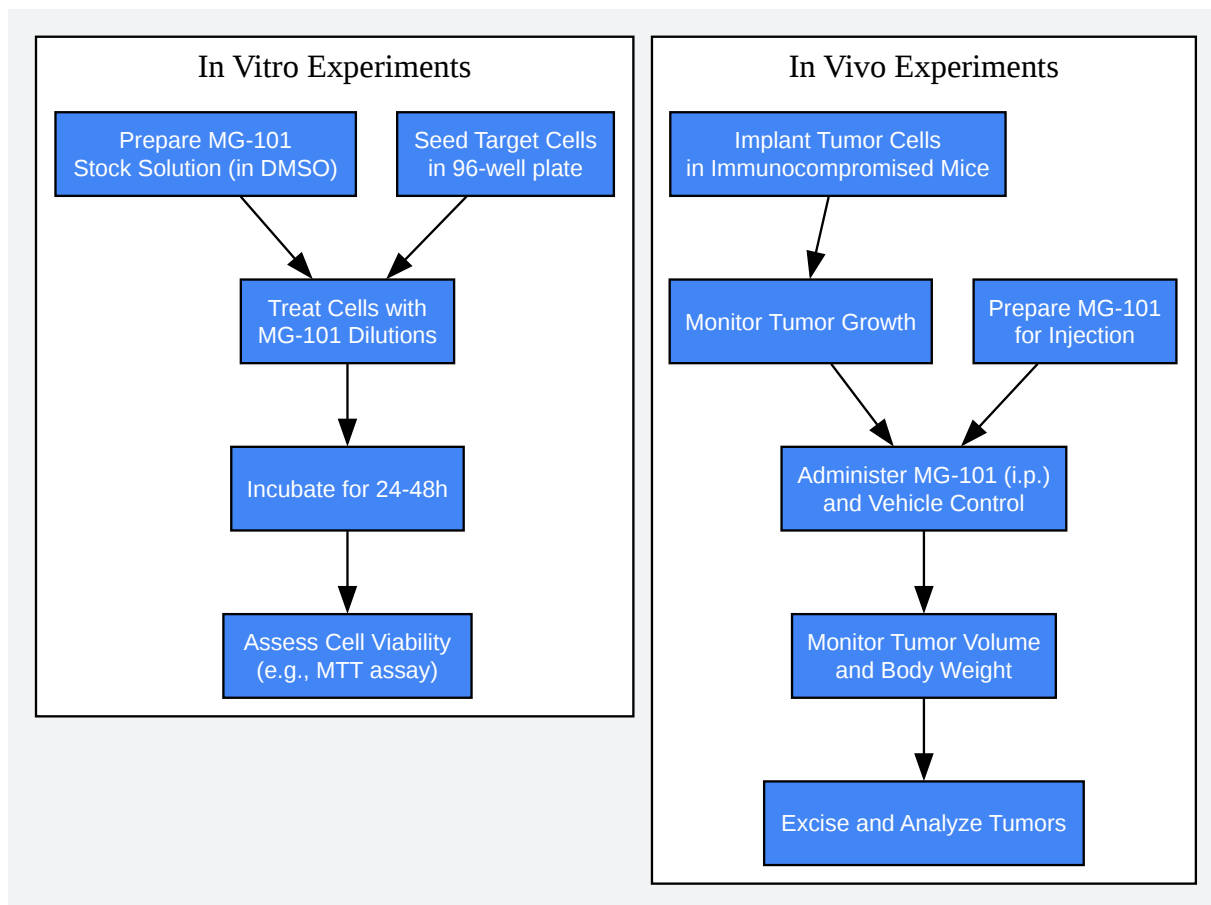 In Vitro Experiments
Prepare MG-101
Stock Solution (in DMSO)
Seed Target Cells
in 96-well plate
Treat Cells with
MG-101 Dilutions
Incubate for 24-48h
Assess Cell Viability
(e.g., MTT assay)
In Vivo Experiments
Implant Tumor Cells
in Immunocompromised Mice
Monitor Tumor Growth
Prepare MG-101
for Injection
Administer MG-101 (i.p.)
and Vehicle Control
Monitor Tumor Volume
and Body Weight
Excise and Analyze Tumors